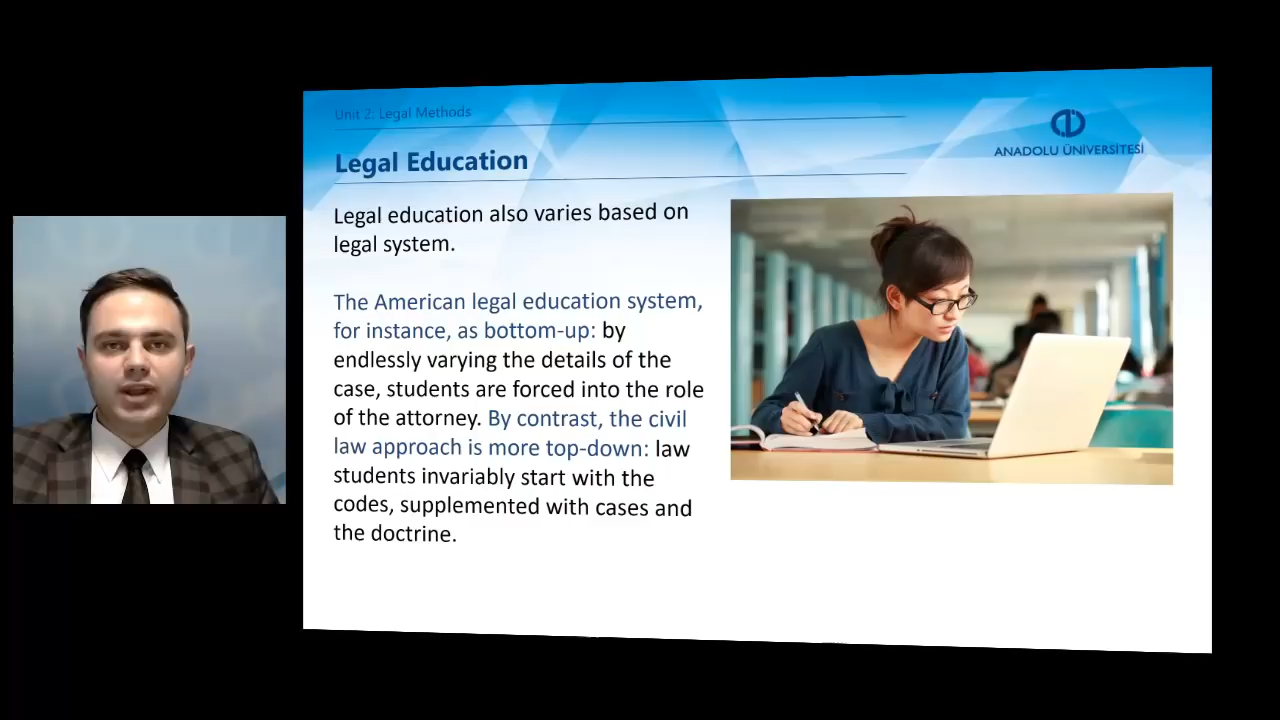 Unit 2: Legal Methods
ANADOLU ÜNİVERSİTESİ
Legal Education
Legal education also varies based on
legal system.
The American legal education system,
for instance, as bottom-up: by
endlessly varying the details of the
case, students are forced into the role
of the attorney. By contrast, the civil
law approach is more top-down: law
students invariably start with the
codes, supplemented with cases and
the doctrine.